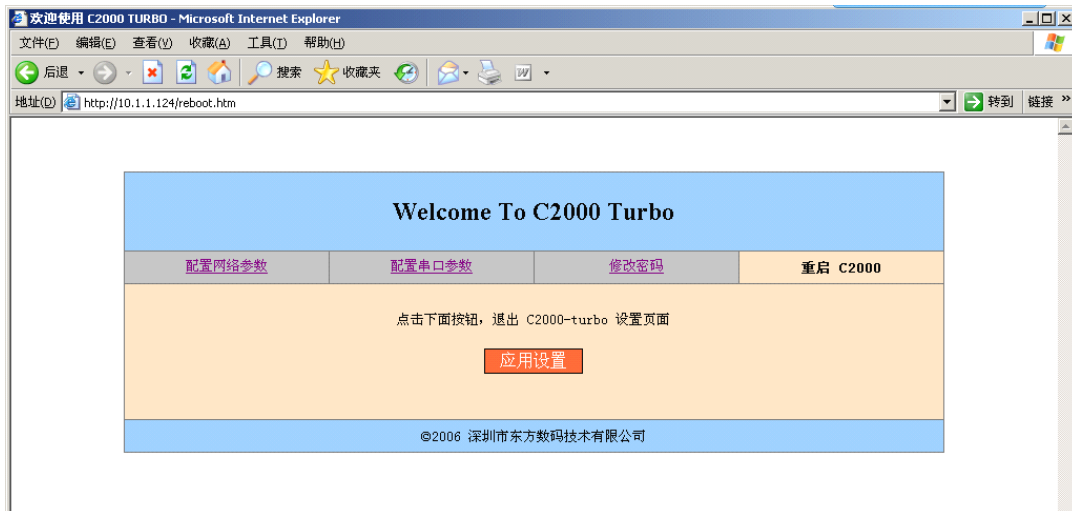 欢迎使用 C2000 TURBO - Microsoft Internet Explorer
文件(F) 编辑(E) 查看(V) 收藏(A) 工具(T) 帮助(H)
后退 搜索 收藏夹
地址(D) http://10.1.1.124/reboot.htm 转到 链接 »
Welcome To C2000 Turbo
配置网络参数 配置串口参数 修改密码 重启 C2000
点击下面按钮，退出 C2000-turbo 设置页面
应用设置
©2006 深圳市东方数码技术有限公司